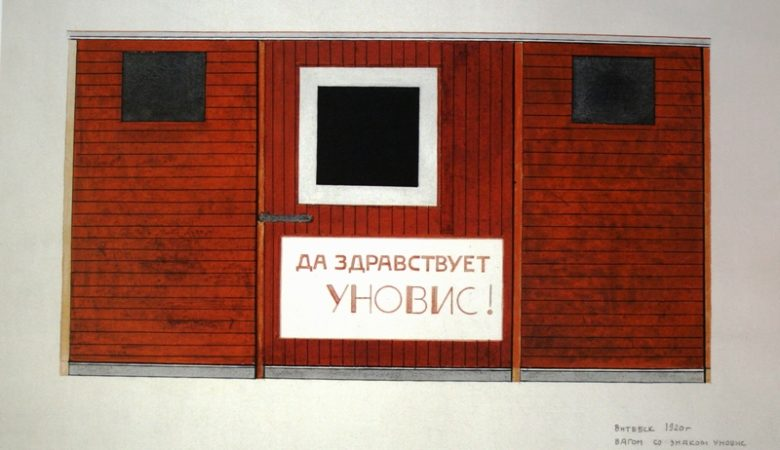 ДА ЗДРАВСТВУЕТ
УНОВИС!
ВИТЕБСК 1920г
ВАГОН СО ЗНАКОМ УНОВИС